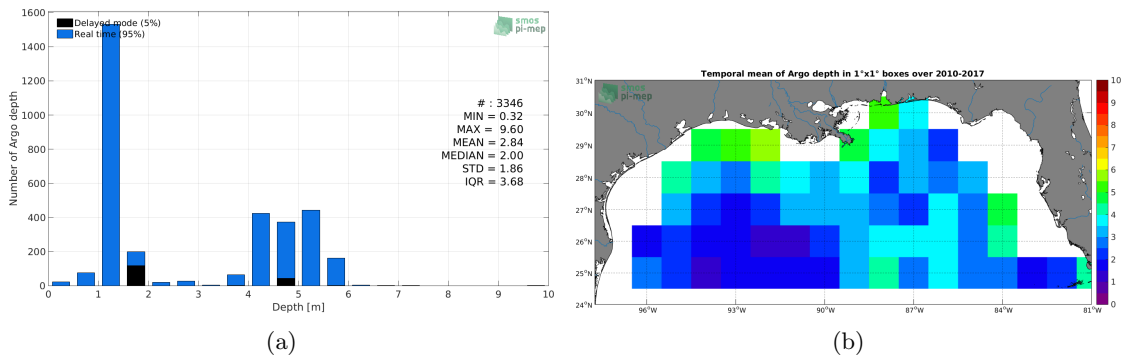 Delayed mode (5%)
Real time (95%)
smos
pi-mep
# : 3346
MIN = 0.32
MAX = 9.60
MEAN = 2.84
MEDIAN = 2.00
STD = 1.86
IQR = 3.68
Number of Argo depth
1600
1400
1200
1000
800
600
400
200
0
0 1 2 3 4 5 6 7 8 9 10
Depth [m]
(a)
Temporal mean of Argo depth in 1°x1° boxes over 2010-2017
smos
pi-mep
31°N
30°N
29°N
28°N
27°N
26°N
25°N
24°N
96°W 93°W 90°W 87°W 84°W 81°W
10
9
8
7
6
5
4
3
2
1
0
(b)